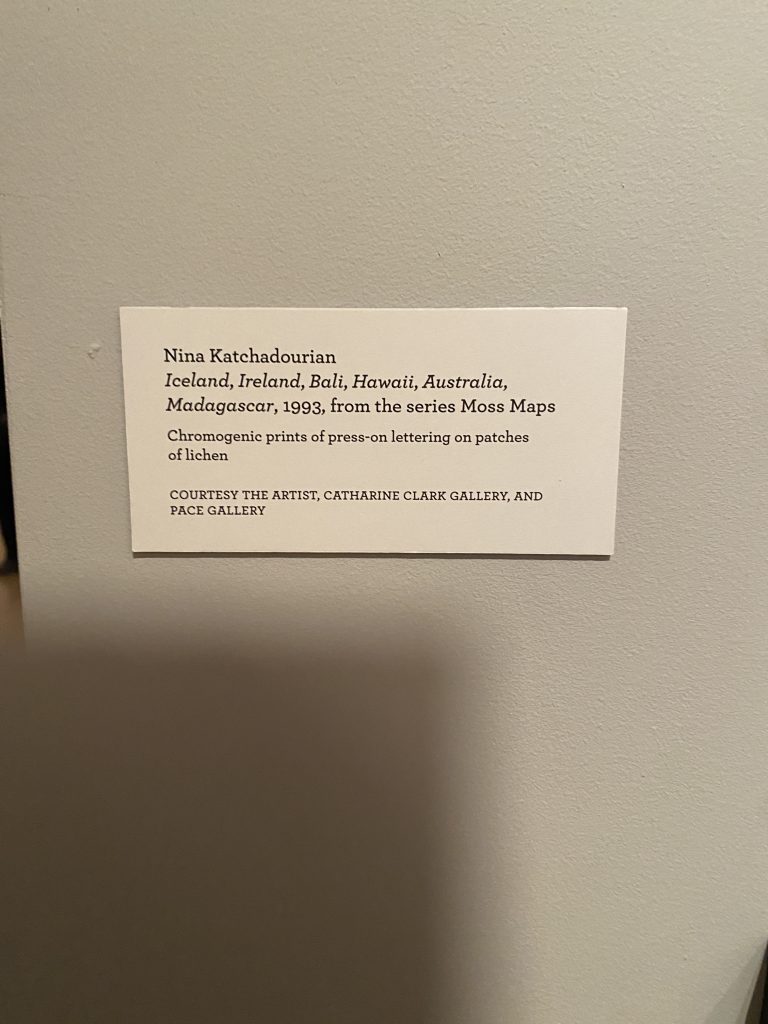 Nina Katchadourian
Iceland, Ireland, Bali, Hawaii, Australia,
Madagascar, 1993, from the series Moss Maps
Chromogenic prints of press-on lettering on patches
of lichen
COURTESY THE ARTIST, CATHARINE CLARK GALLERY, AND
PACE GALLERY